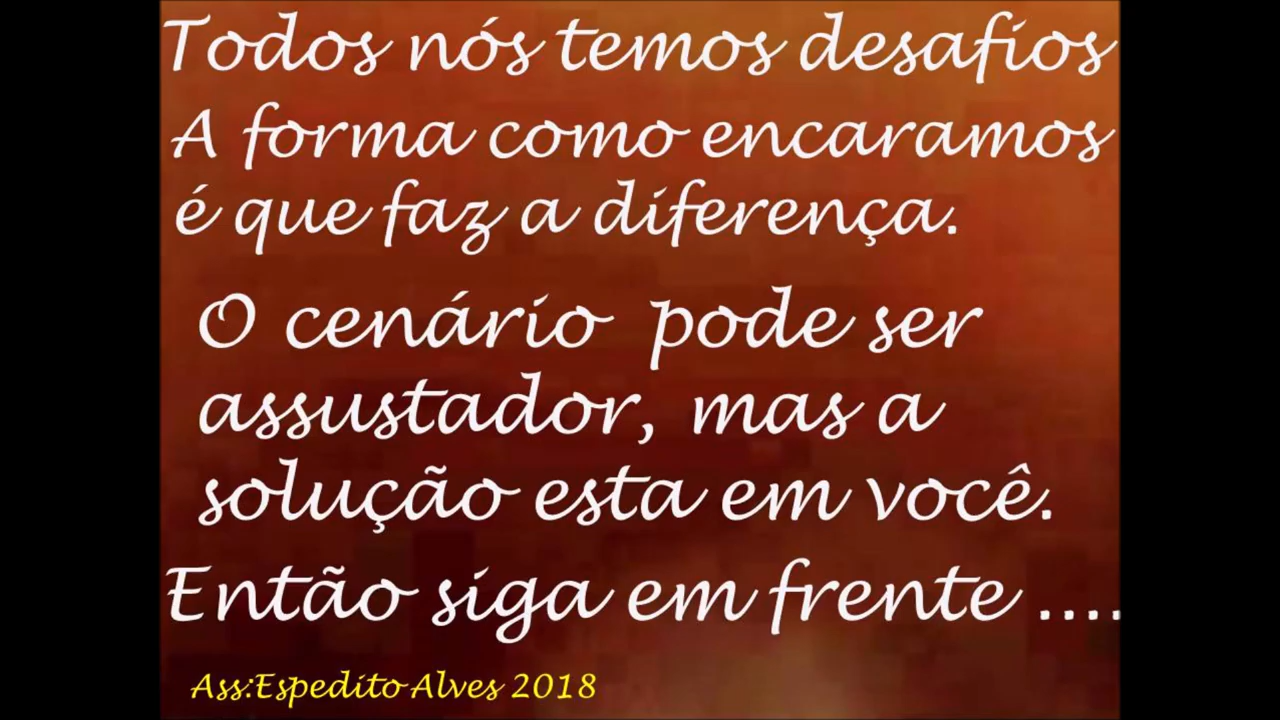 Todos nós temos desafios
A forma como encaramos
é que faz a diferença.
O cenário pode ser
assustador, mas a
solução esta em você.
Então siga em frente ....
Ass:Espedito Alves 2018